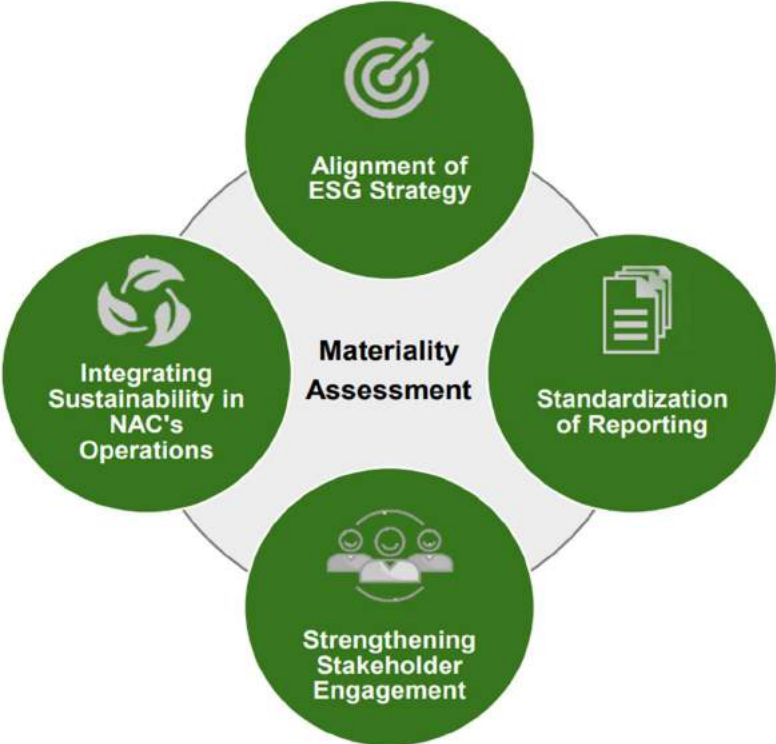 Alignment of
ESG Strategy
Integrating
Sustainability in
NAC's
Operations
Materiality
Assessment
Standardization
of Reporting
Strengthening
Stakeholder
Engagement